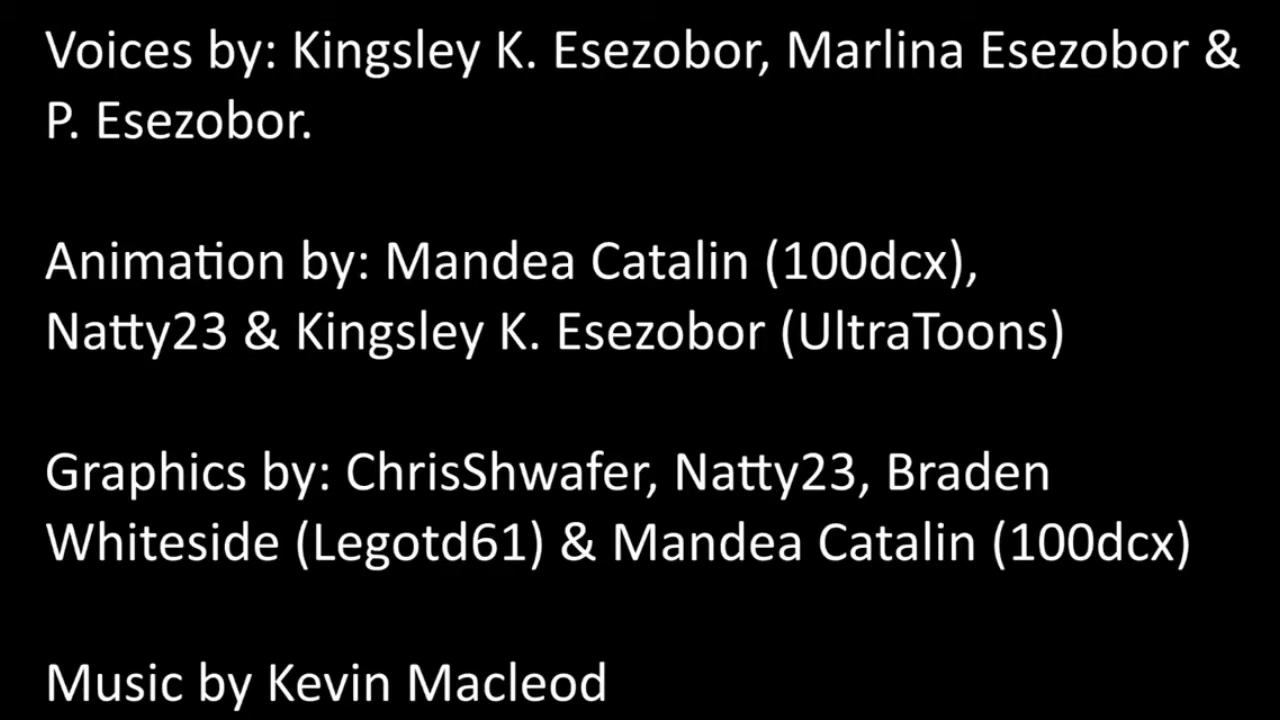 Voices by: Kingsley K. Esezobor, Marlina Esezobor &
P. Esezobor.
Animation by: Mandea Catalin (100dcx),
Natty23 & Kingsley K. Esezobor (UltraToons)
Graphics by: ChrisShwafer, Natty23, Braden
Whiteside (Legotd61) & Mandea Catalin (100dcx)
Music by Kevin Macleod